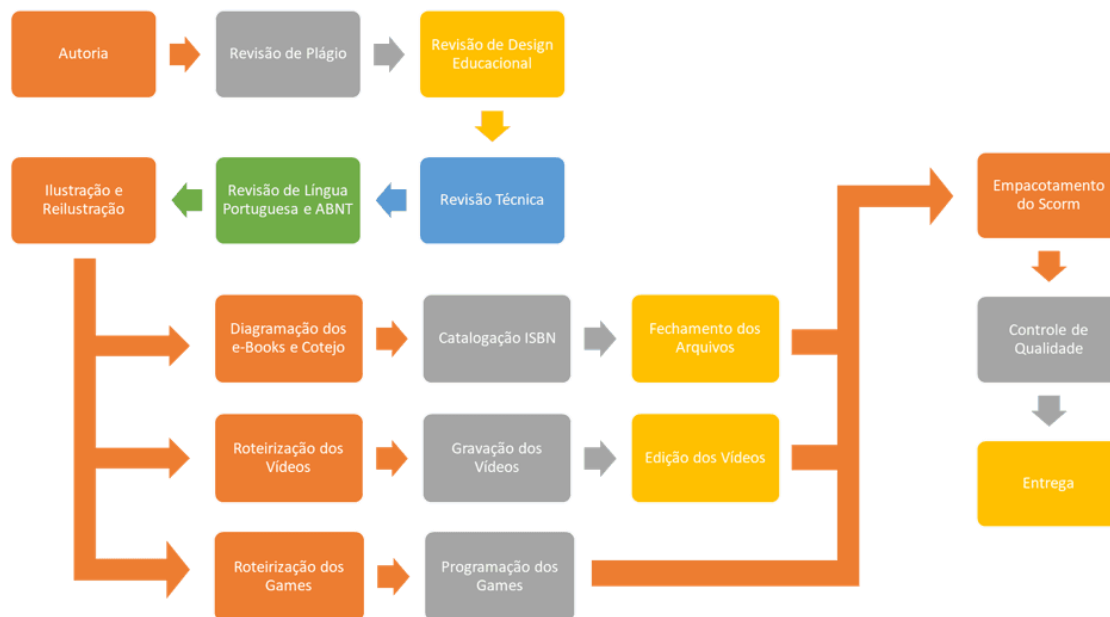 Autoria
Revisão de Plágio
Revisão de Design
Educacional
Ilustração e
Reilustração
Revisão de Língua
Portuguesa e ABNT
Revisão Técnica
Empacotamento
do Scorm
Diagramação dos
e-Books e Cotejo
Catalogação ISBN
Fechamento dos
Arquivos
Controle de
Qualidade
Roteirização dos
Vídeos
Gravação dos
Vídeos
Edição dos Vídeos
Entrega
Roteirização dos
Games
Programação dos
Games